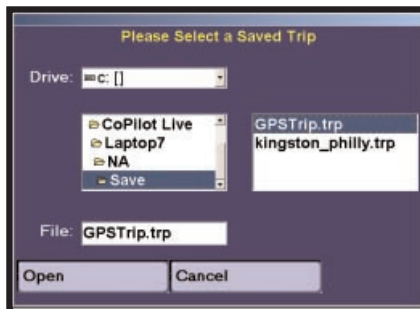 Please Select a Saved Trip
Drive: c: []
CoPilot Live
Laptop7
NA
Save
GPSTrip.trp
kingston_philly.trp
File: GPSTrip.trp
Open Cancel